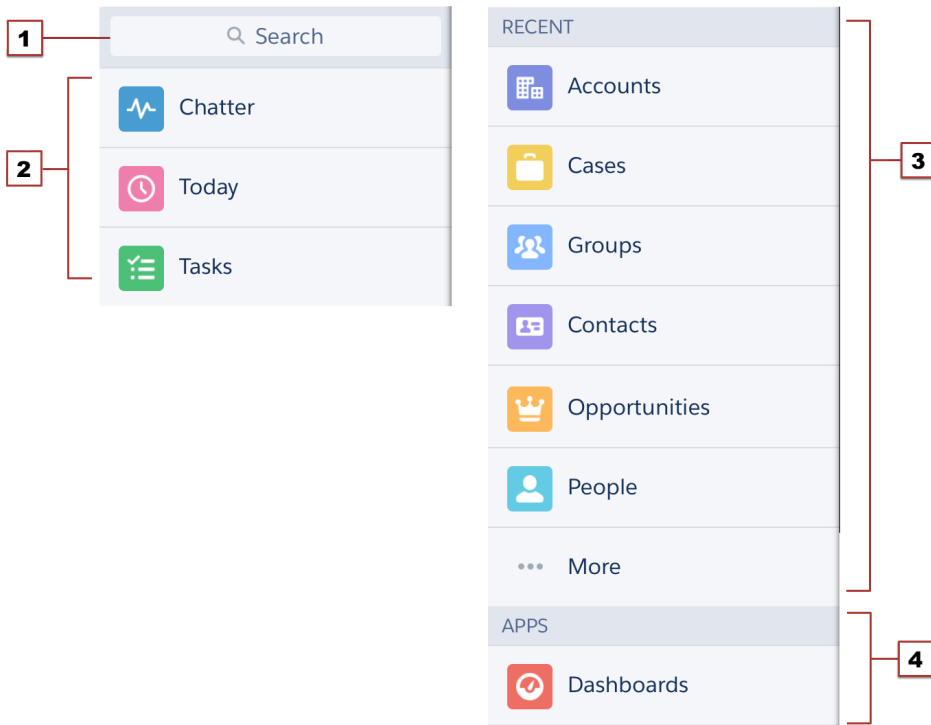 1
Search
2
Chatter
Today
Tasks
RECENT
Accounts
Cases
Groups
Contacts
Opportunities
People
More
3
APPS
Dashboards
4